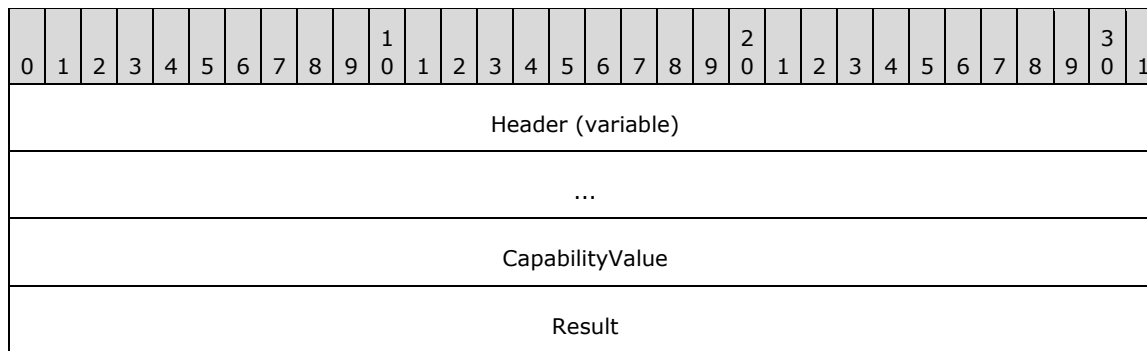 1 2 3
0 1 2 3 4 5 6 7 8 9 0 1 2 3 4 5 6 7 8 9 0 1 2 3 4 5 6 7 8 9 0 1
Header (variable)
...
CapabilityValue
Result